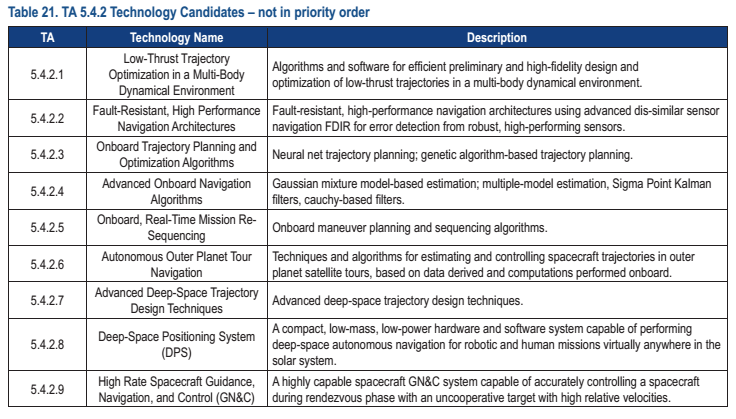 Table 21. TA 5.4.2 Technology Candidates – not in priority order
TA Technology Name Description
5.4.2.1
Low-Thrust Trajectory
Optimization in a Multi-Body
Dynamical Environment
Algorithms and software for efficient preliminary and high-fidelity design and
optimization of low-thrust trajectories in a multi-body dynamical environment.
5.4.2.2
Fault-Resistant, High Performance
Navigation Architectures
Fault-resistant, high-performance navigation architectures using advanced dis-similar sensor
navigation FDIR for error detection from robust, high-performing sensors.
5.4.2.3
Onboard Trajectory Planning and
Optimization Algorithms
Neural net trajectory planning; genetic algorithm-based trajectory planning.
5.4.2.4
Advanced Onboard Navigation
Algorithms
Gaussian mixture model-based estimation; multiple-model estimation, Sigma Point Kalman
filters, cauchy-based filters.
5.4.2.5
Onboard, Real-Time Mission Re-
Sequencing
Onboard maneuver planning and sequencing algorithms.
5.4.2.6
Autonomous Outer Planet Tour
Navigation
Techniques and algorithms for estimating and controlling spacecraft trajectories in outer
planet satellite tours, based on data derived and computations performed onboard.
5.4.2.7
Advanced Deep-Space Trajectory
Design Techniques
Advanced deep-space trajectory design techniques.
5.4.2.8
Deep-Space Positioning System
(DPS)
A compact, low-mass, low-power hardware and software system capable of performing
deep-space autonomous navigation for robotic and human missions virtually anywhere in the
solar system.
5.4.2.9
High Rate Spacecraft Guidance,
Navigation, and Control (GN&C)
A highly capable spacecraft GN&C system capable of accurately controlling a spacecraft
during rendezvous phase with an uncooperative target with high relative velocities.